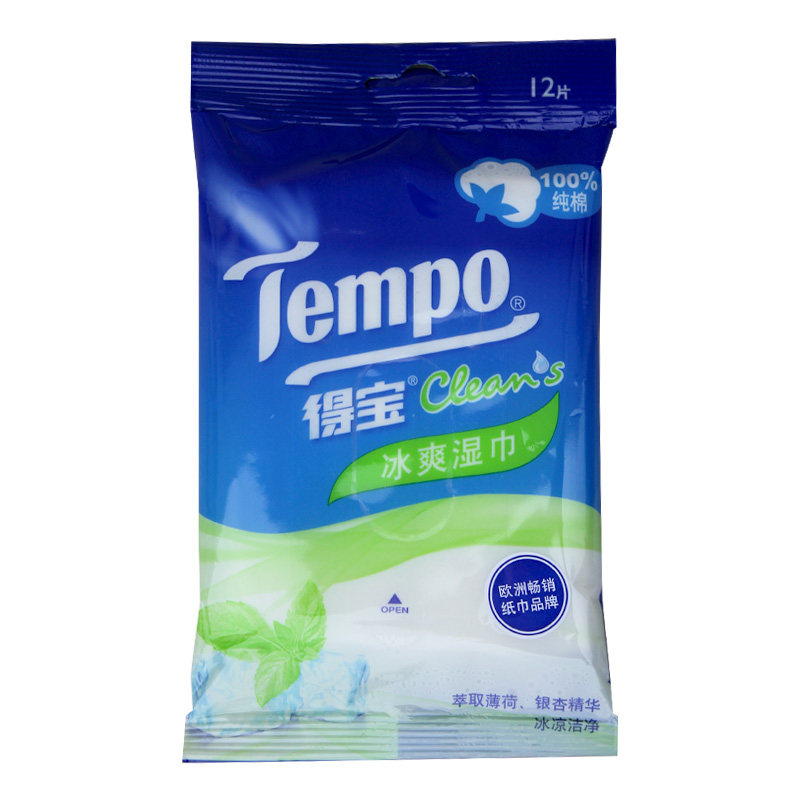 12片
100%
纯棉
Tempo®
得宝® Clean's
冰爽湿巾
欧洲畅销
纸巾品牌
OPEN
萃取薄荷、银杏精华
冰凉洁净